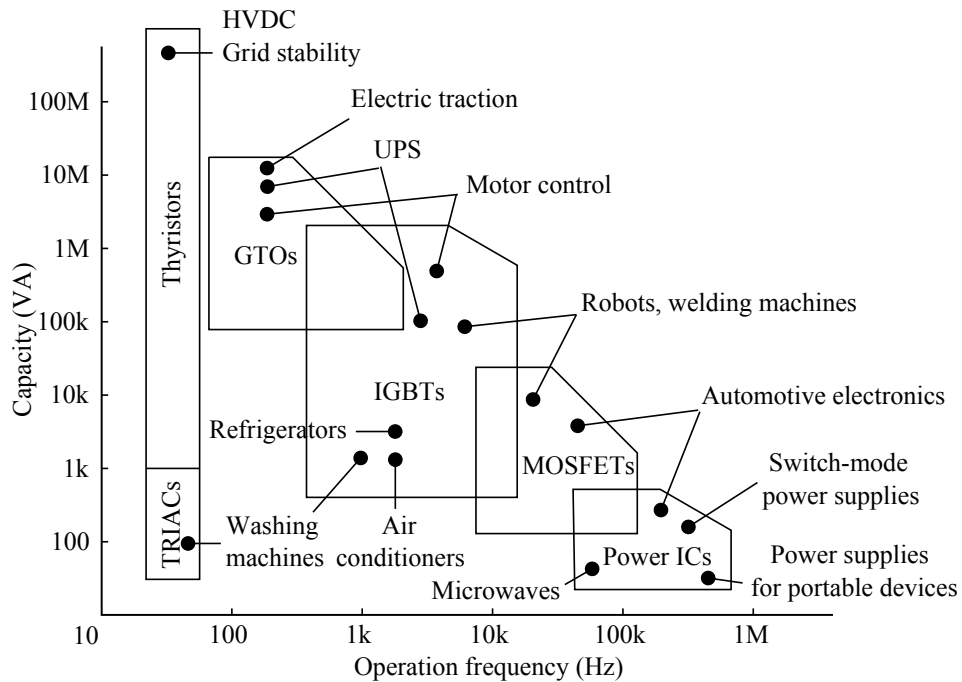 HVDC
Grid stability
Electric traction
100M
UPS
10M
Motor control
Thyristors
1M
GTOs
Capacity (VA)
Robots, welding machines
100k
IGBTs
10k
Automotive electronics
Refrigerators
MOSFETs
1k
Switch-mode
power supplies
TRIACs
Washing
machines
Air
conditioners
100
Power ICs
Power supplies
for portable devices
Microwaves
10
100
1k
10k
100k
1M
Operation frequency (Hz)